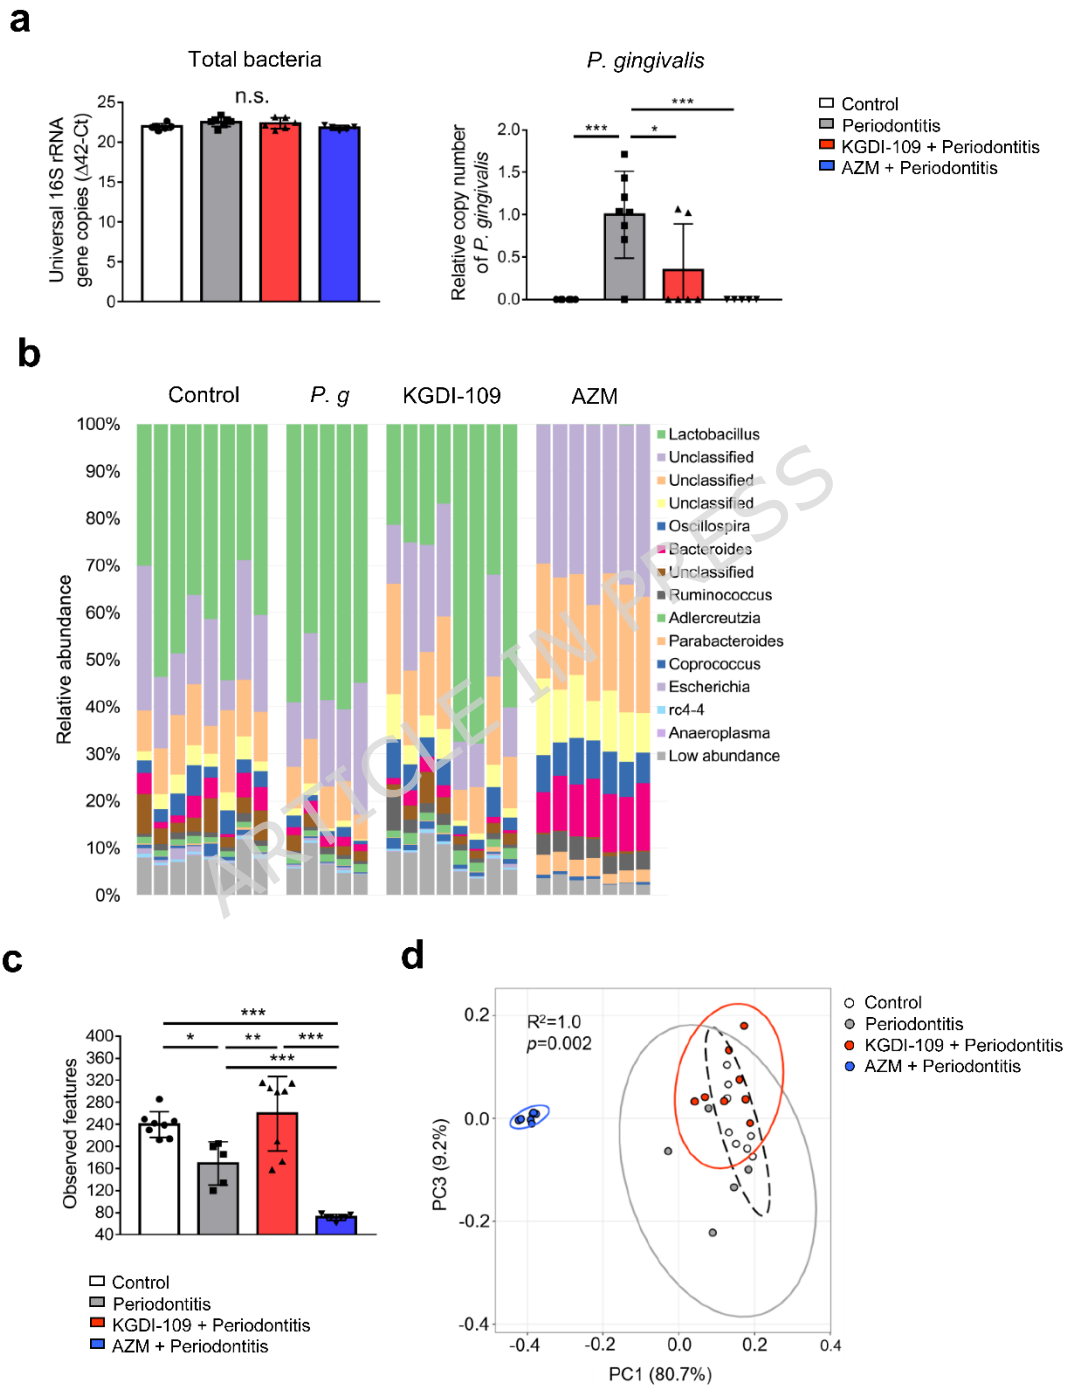 a
Total bacteria
n.s.
Universal 16S rRNA
gene copies (Δ42-Ct)
25
20
15
10
5
0
P. gingivalis
***
*** *
Relative copy number
of P. gingivalis
2.0
1.5
1.0
0.5
0.0
Control
Periodontitis
KGDI-109 + Periodontitis
AZM + Periodontitis
b
Control P. g KGDI-109 AZM
Relative abundance
100%
90%
80%
70%
60%
50%
40%
30%
20%
10%
0%
Lactobacillus
Unclassified
Unclassified
Unclassified
Oscillospira
Bacteroides
Unclassified
Ruminococcus
Adlercreutzia
Parabacteroides
Coprococcus
Escherichia
rc4-4
Anaeroplasma
Low abundance
ARTICLE IN PRESS
c
***
* ** ***
***
Observed features
400
360
320
280
240
200
160
120
80
40
Control
Periodontitis
KGDI-109 + Periodontitis
AZM + Periodontitis
d
R²=1.0
p=0.002
PC3 (9.2%)
0.2
0.0
-0.2
-0.4
-0.4 -0.2 0.0 0.2 0.4
PC1 (80.7%)
Control
Periodontitis
KGDI-109 + Periodontitis
AZM + Periodontitis